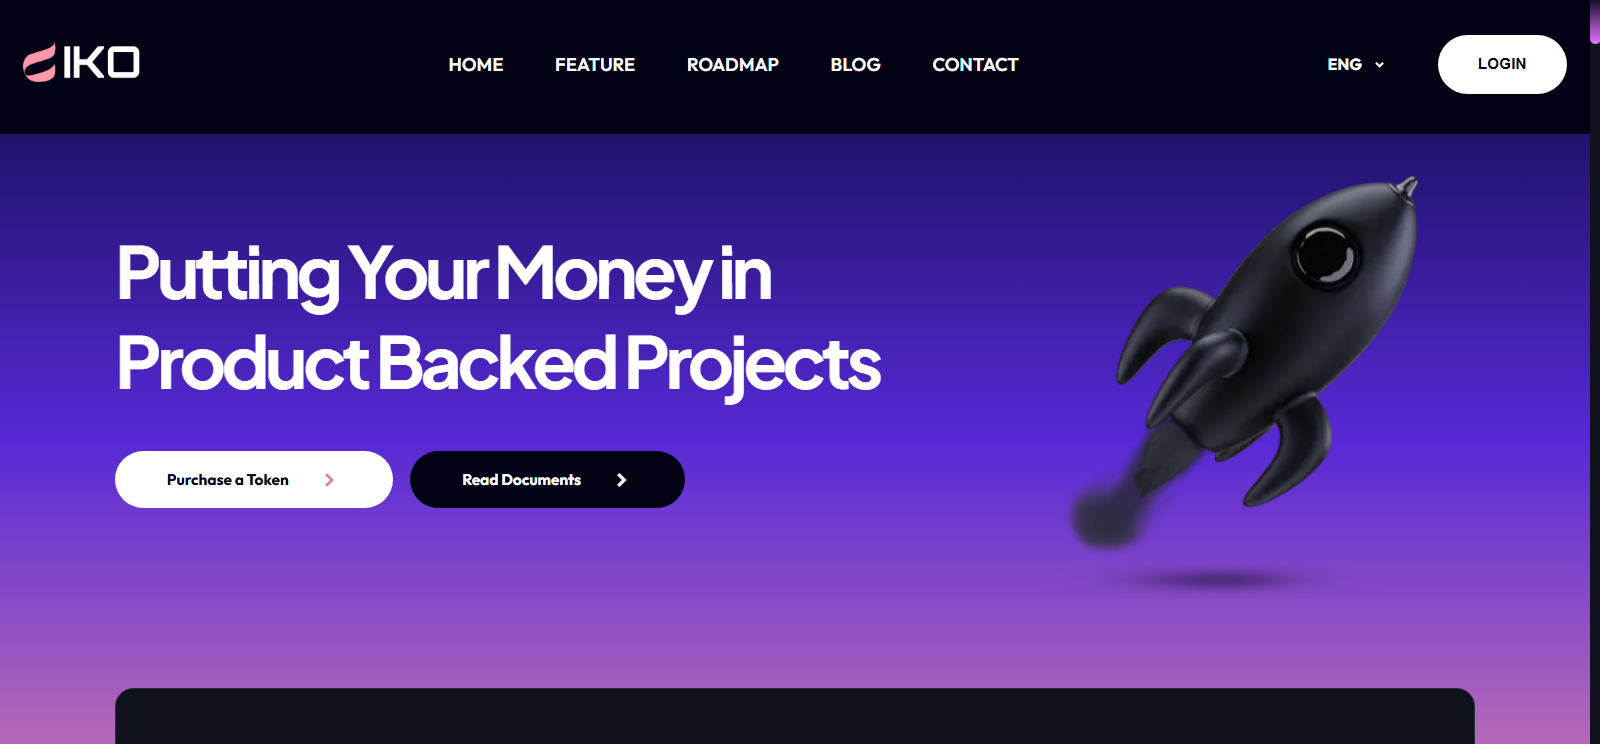 IKO
HOME
FEATURE
ROADMAP
BLOG
CONTACT
ENG
LOGIN
Putting Your Money in
Product Backed Projects
Purchase a Token
Read Documents